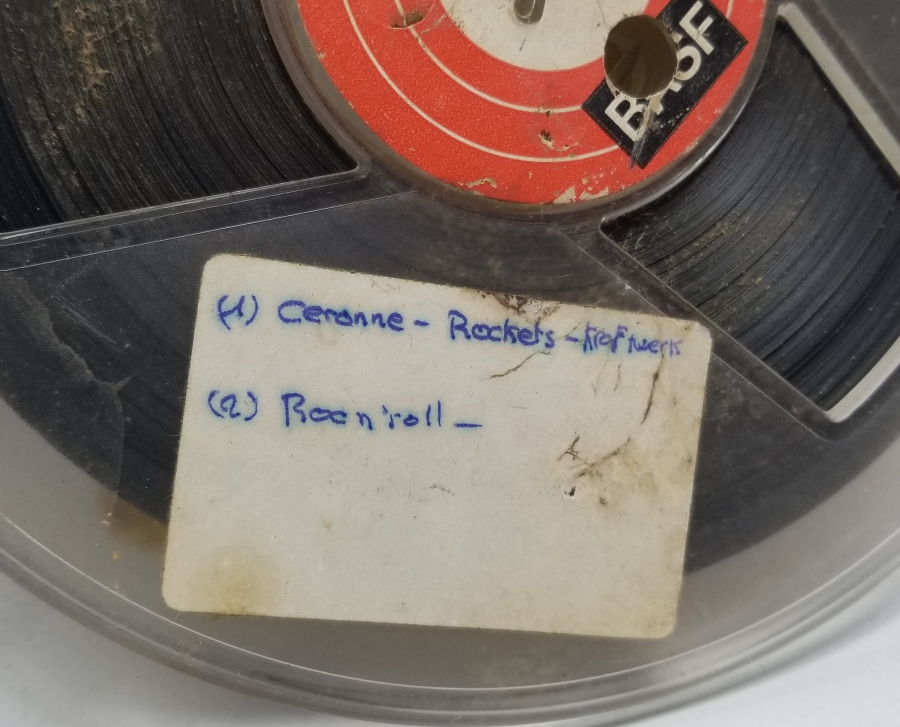 BASF
(1) Ceronne - Rockets - Kraftwerk
(2) Rocn'roll -